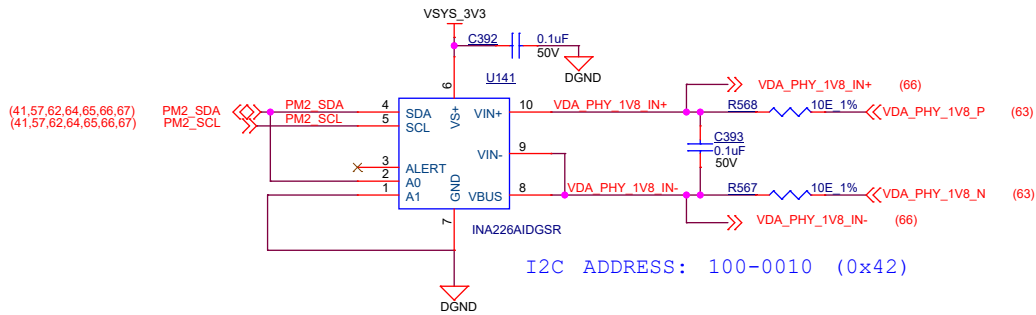 VSYS_3V3
C392 0.1uF
50V
DGND
U141
6
VS+
(41,57,62,64,65,66,67) PM2_SDA PM2_SDA 4 SDA
(41,57,62,64,65,66,67) PM2_SCL PM2_SCL 5 SCL
3 ALERT
2 A0
1 A1
GND
7
VIN+ 10 VDA_PHY_1V8_IN+
VIN- 9
VBUS 8 VDA_PHY_1V8_IN-
INA226AIDGSR
VDA_PHY_1V8_IN+ (66)
R568 10E_1% VDA_PHY_1V8_P (63)
C393
0.1uF
50V
R567 10E_1% VDA_PHY_1V8_N (63)
VDA_PHY_1V8_IN- (66)
I2C ADDRESS: 100-0010 (0x42)
DGND